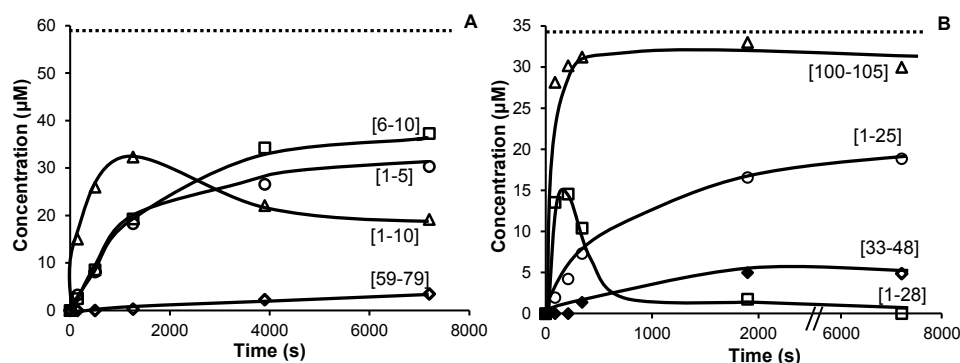 A
60
50
40
30
20
10
0
Concentration (μM)
[6-10]
[1-5]
[1-10]
[59-79]
0 2000 4000 6000 8000
Time (s)
B
35
30
25
20
15
10
5
0
Concentration (μM)
[100-105]
[1-25]
[33-48]
[1-28]
0 1000 2000 6000 8000
Time (s)